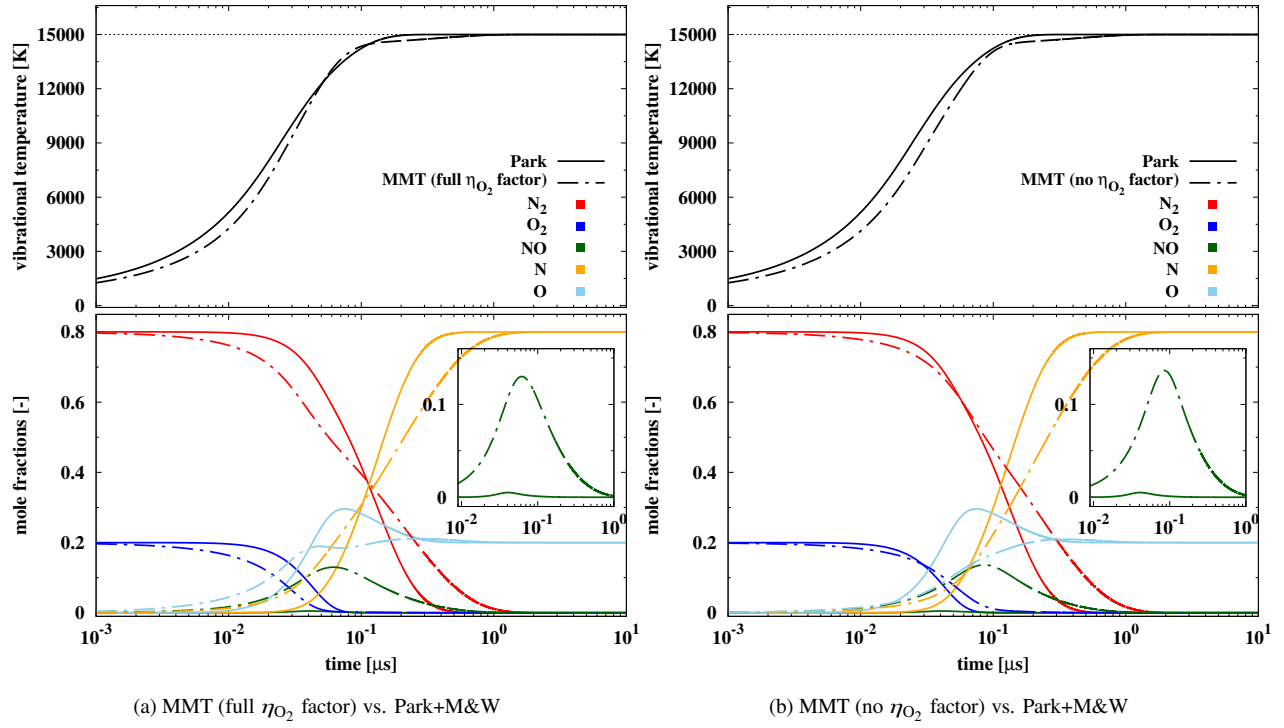 15000
12000
9000
6000
3000
0
vibrational temperature [K]
Park
MMT (full η_O₂ factor)
N₂
O₂
NO
N
O
0.8
0.6
0.4
0.2
0
mole fractions [-]
0.1
0
10⁻² 10⁻¹ 10⁰
10⁻³ 10⁻² 10⁻¹ 10⁰ 10¹
time [μs]
(a) MMT (full η_O₂ factor) vs. Park+M&W
15000
12000
9000
6000
3000
0
vibrational temperature [K]
Park
MMT (no η_O₂ factor)
N₂
O₂
NO
N
O
0.8
0.6
0.4
0.2
0
mole fractions [-]
0.1
0
10⁻² 10⁻¹ 10⁰
10⁻³ 10⁻² 10⁻¹ 10⁰ 10¹
time [μs]
(b) MMT (no η_O₂ factor) vs. Park+M&W